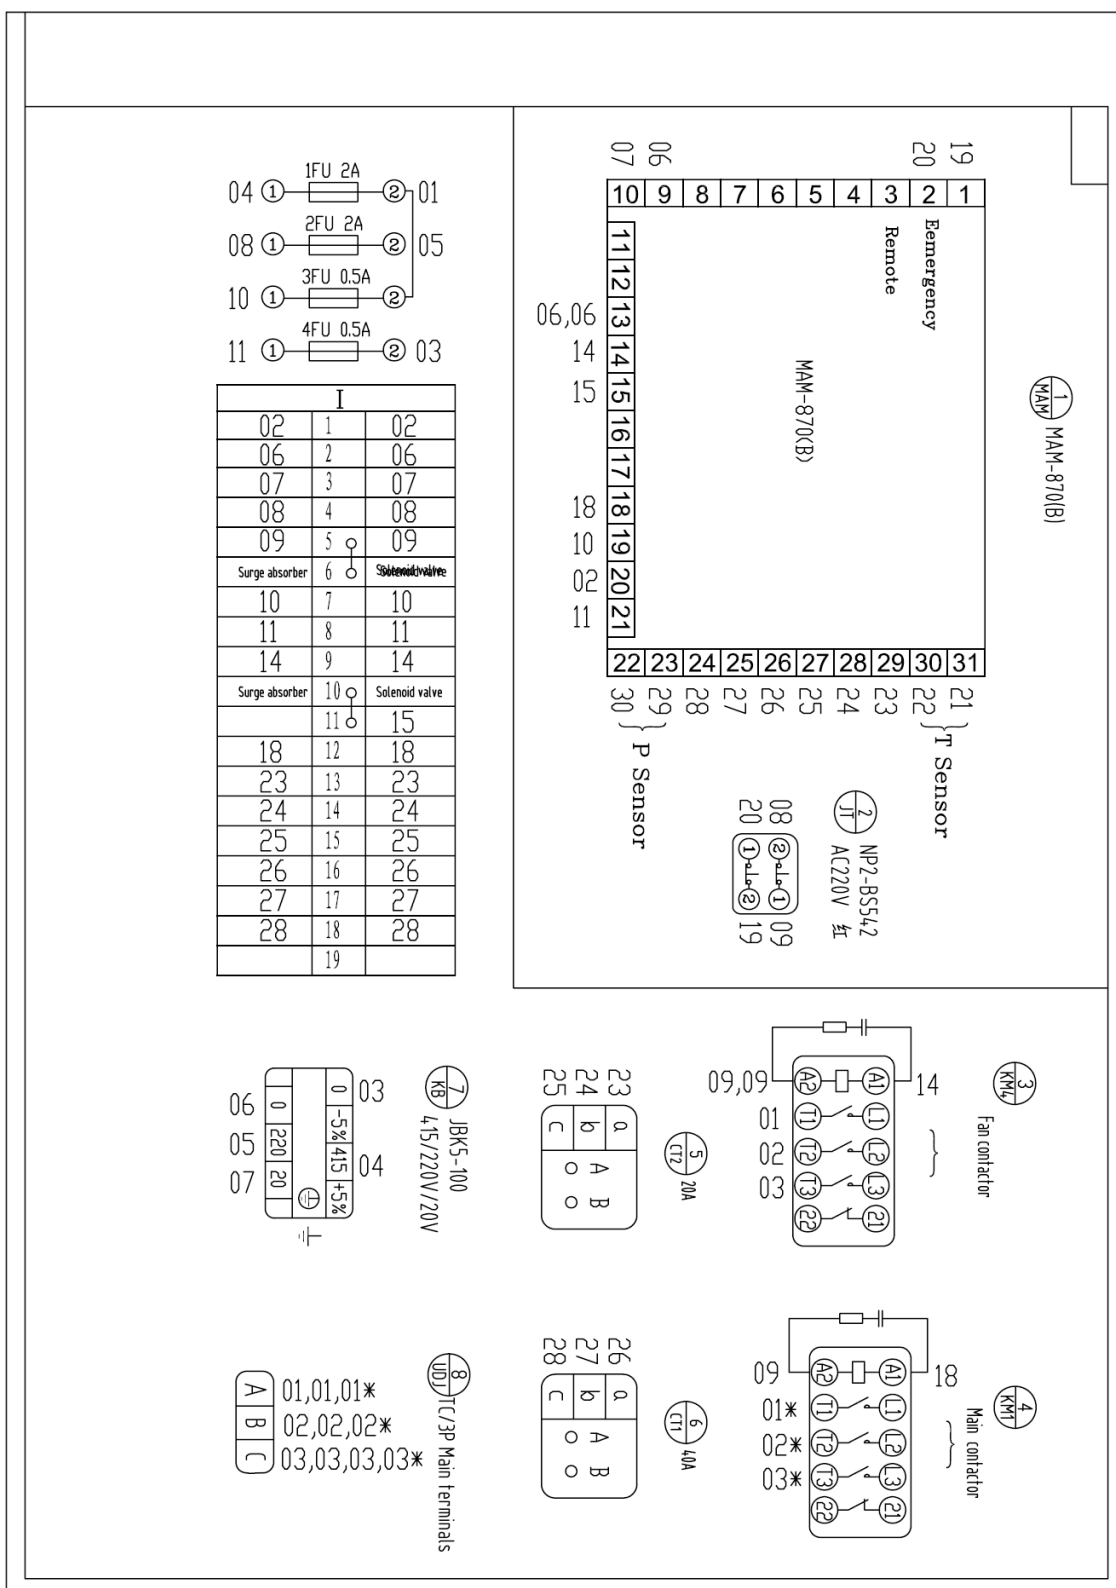 19
20
06
07
10 9 8 7 6 5 4 3 2 1
Eemergency
Remote
11
12
13
14
15
16
17
18
19
20
21
06,06
14
15
18
10
02
11
MAM-870(B)
22 23 24 25 26 27 28 29 30 31
30 29 28 27 26 25 24 23 22 21
P Sensor
T Sensor
1
MAM
MAM-870(B)
2
JT
NP2-BS542
AC220V 红
08
20
2 1
1 2
09
19
04 1 1FU 2A 2 01
08 1 2FU 2A 2 05
10 1 3FU 0.5A 2
11 1 4FU 0.5A 2 03
I
02 1 02
06 2 06
07 3 07
08 4 08
09 5 09
Surge absorber 6 Solenoid valve
10 7 10
11 8 11
14 9 14
Surge absorber 10 Solenoid valve
11 15
18 12 18
23 13 23
24 14 24
25 15 25
26 16 26
27 17 27
28 18 28
19
3
KM4
Fan contactor
09,09 A2 A1 14
01 T1 L1
02 T2 L2
03 T3 L3
22 21
4
KM1
Main contactor
09 A2 A1 18
01* T1 L1
02* T2 L2
03* T3 L3
22 21
5
CT2
20A
23
24
25
a
b
c
A
B
6
CT1
40A
26
27
28
a
b
c
A
B
7
KB
JBK5-100
415/220V/20V
03
04
0 -5% 415 +5%
0 220 20
06
05
07
8
UDJ
TC/3P Main terminals
A 01,01,01*
B 02,02,02*
C 03,03,03,03*